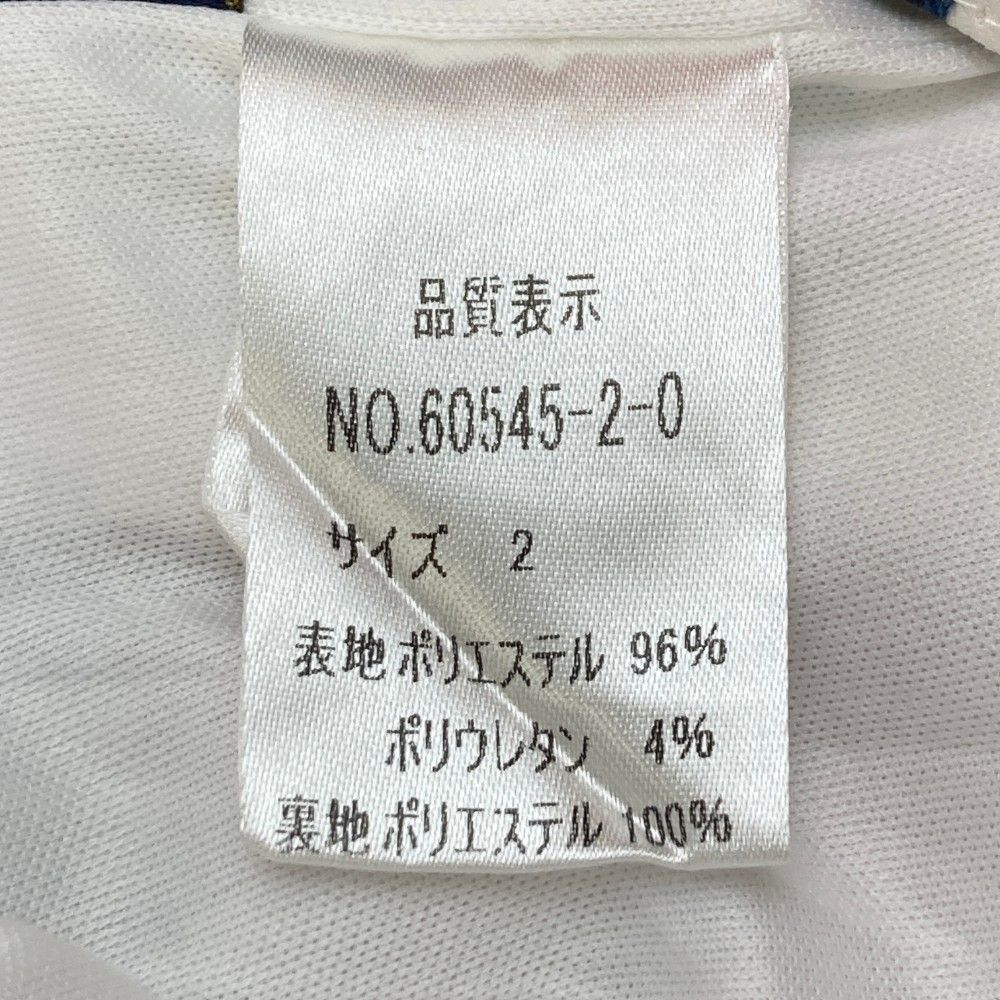 品質表示
NO.60545-2-0
サイズ 2
表地 ポリエステル 96%
ポリウレタン 4%
裏地 ポリエステル 100%